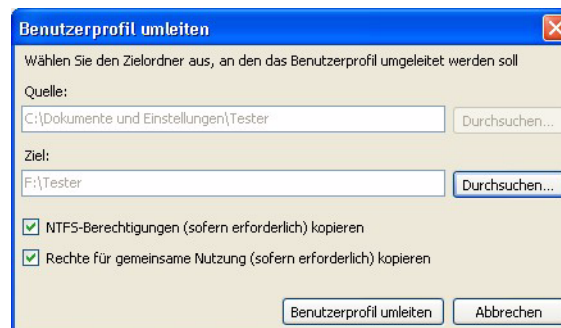 Benutzerprofil umleiten
Wählen Sie den Zielordner aus, an den das Benutzerprofil umgeleitet werden soll
Quelle:
C:\Dokumente und Einstellungen\Tester
Durchsuchen...
Ziel:
F:\Tester
Durchsuchen...
NTFS-Berechtigungen (sofern erforderlich) kopieren
Rechte für gemeinsame Nutzung (sofern erforderlich) kopieren
Benutzerprofil umleiten
Abbrechen